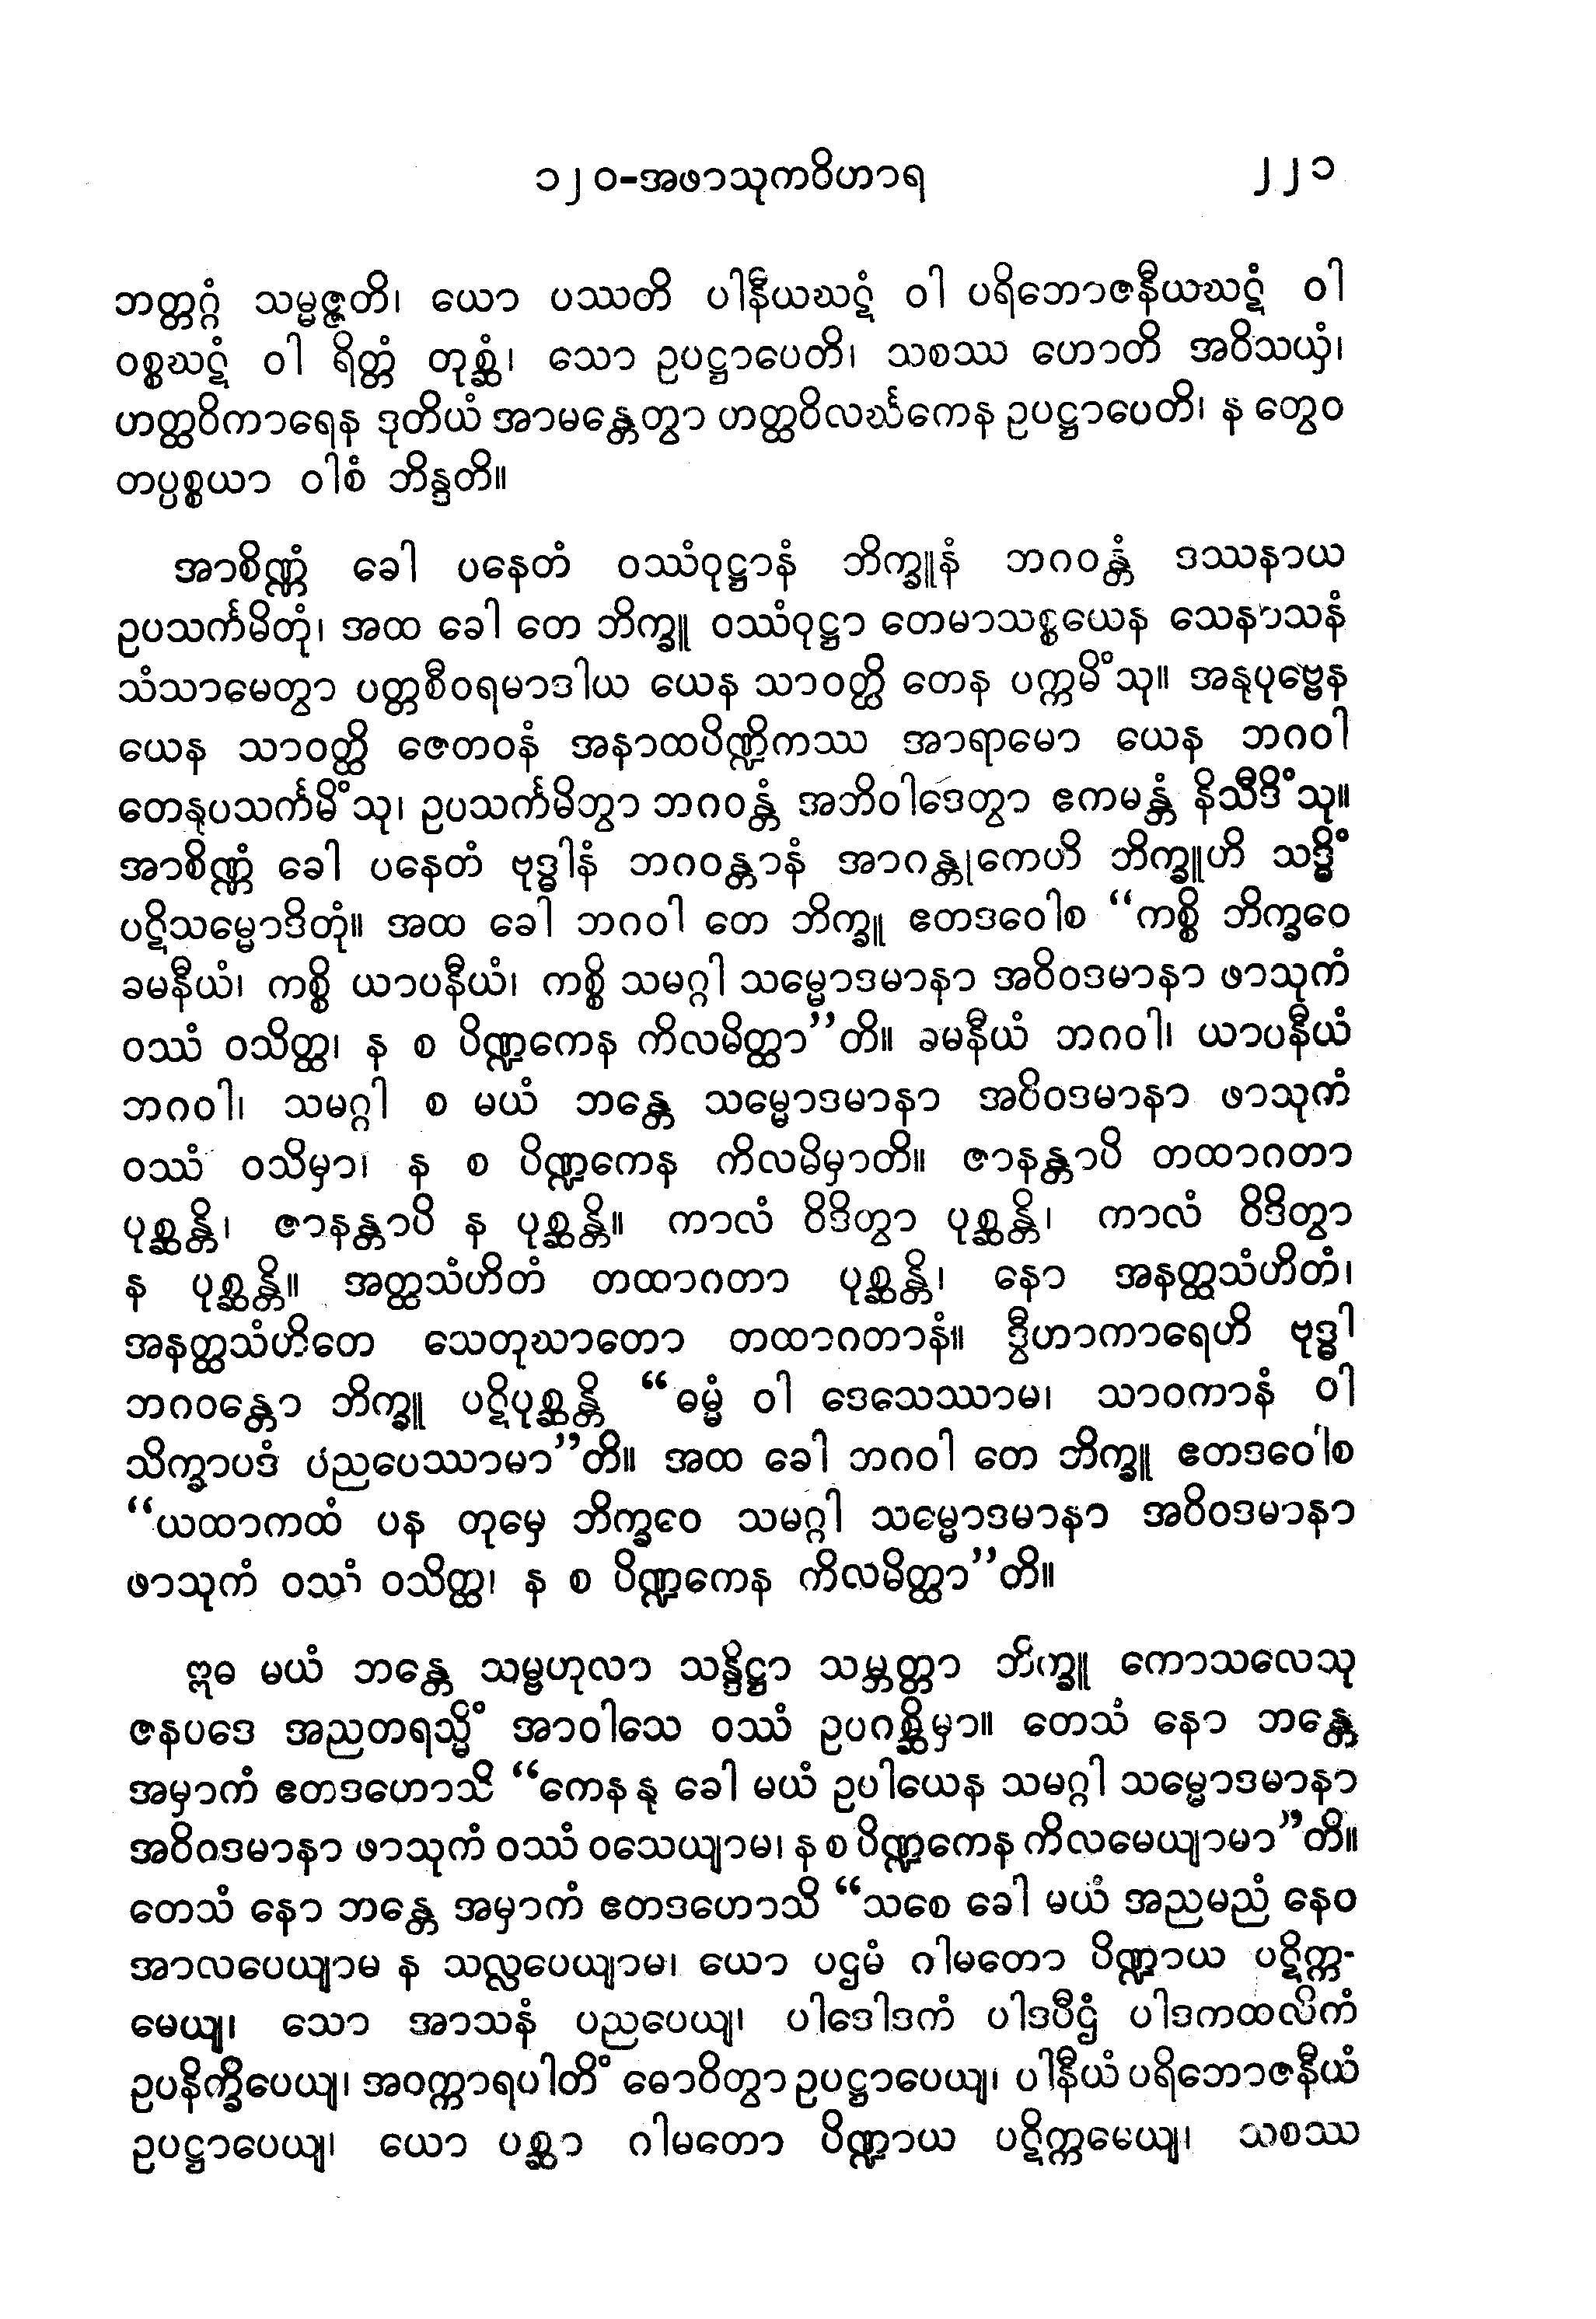 ၁၂၀-အဖာသုကဝိဟာရ ၂၂၁
ဘတ္တဂ္ဂံ သမ္မဇ္ဇတိ၊ ယော ပဿတိ ပါနီယဃဋံ ဝါ ပရိဘောဇနီယဃဋံ ဝါ
ဝစ္စဃဋံ ဝါ ရိတ္တံ တုစ္ဆံ၊ သော ဥပဋ္ဌာပေတိ၊ သစဿ ဟောတိ အဝိသယှံ၊
ဟတ္ထဝိကာရေန ဒုတိယံ အာမန္တေတွာ ဟတ္ထဝိလင်္ဃကေန ဥပဋ္ဌာပေတိ၊ န တွေဝ
တပ္ပစ္စယာ ဝါစံ ဘိန္ဒတိ။
အာစိဏ္ဏံ ခေါ ပနေတံ ဝဿံဝုဋ္ဌာနံ ဘိက္ခူနံ ဘဂဝန္တံ ဒဿနာယ
ဥပသင်္ကမိတုံ၊ အထ ခေါ တေ ဘိက္ခူ ဝဿံဝုဋ္ဌာ တေမာသစ္စယေန သေနာသနံ
သံသာမေတွာ ပတ္တစီဝရမာဒါယ ယေန သာဝတ္ထိ တေန ပက္ကမိံသု။ အနုပုဗ္ဗေန
ယေန သာဝတ္ထိ ဇေတဝနံ အနာထပိဏ္ဍိကဿ အာရာမော ယေန ဘဂဝါ
တေနုပသင်္ကမိံသု၊ ဥပသင်္ကမိတွာ ဘဂဝန္တံ အဘိဝါဒေတွာ ဧကမန္တံ နိသီဒိံသု။
အာစိဏ္ဏံ ခေါ ပနေတံ ဗုဒ္ဓါနံ ဘဂဝန္တာနံ အာဂန္တုကေဟိ ဘိက္ခူဟိ သဒ္ဓိံ
ပဋိသမ္မောဒိတုံ။ အထ ခေါ ဘဂဝါ တေ ဘိက္ခူ ဧတဒဝေါစ “ကစ္စိ ဘိက္ခဝေ
ခမနီယံ၊ ကစ္စိ ယာပနီယံ၊ ကစ္စိ သမဂ္ဂါ သမ္မောဒမာနာ အဝိဝဒမာနာ ဖာသုကံ
ဝဿံ ဝသိတ္ထ၊ န စ ပိဏ္ဍကေန ကိလမိတ္ထာ”တိ။ ခမနီယံ ဘဂဝါ၊ ယာပနီယံ
ဘဂဝါ၊ သမဂ္ဂါ စ မယံ ဘန္တေ သမ္မောဒမာနာ အဝိဝဒမာနာ ဖာသုကံ
ဝဿံ ဝသိမှာ၊ န စ ပိဏ္ဍကေန ကိလမိမှာတိ။ ဇာနန္တာပိ တထာဂတာ
ပုစ္ဆန္တိ၊ ဇာနန္တာပိ န ပုစ္ဆန္တိ။ ကာလံ ဝိဒိတွာ ပုစ္ဆန္တိ၊ ကာလံ ဝိဒိတွာ
န ပုစ္ဆန္တိ။ အတ္ထသံဟိတံ တထာဂတာ ပုစ္ဆန္တိ၊ နော အနတ္ထသံဟိတံ၊
အနတ္ထသံဟိတေ သေတုဃာတော တထာဂတာနံ။ ဒွီဟာကာရေဟိ ဗုဒ္ဓါ
ဘဂဝန္တော ဘိက္ခူ ပဋိပုစ္ဆန္တိ “ဓမ္မံ ဝါ ဒေသေဿာမ၊ သာဝကာနံ ဝါ
သိက္ခာပဒံ ပညပေဿာမာ”တိ။ အထ ခေါ ဘဂဝါ တေ ဘိက္ခူ ဧတဒဝေါစ
“ယထာကထံ ပန တုမှေ ဘိက္ခဝေ သမဂ္ဂါ သမ္မောဒမာနာ အဝိဝဒမာနာ
ဖာသုကံ ဝဿံ ဝသိတ္ထ၊ န စ ပိဏ္ဍကေန ကိလမိတ္ထာ”တိ။
ဣဓ မယံ ဘန္တေ သမ္ဗဟုလာ သန္ဒိဋ္ဌာ သမ္ဘတ္တာ ဘိက္ခူ ကောသလေသု
ဇနပဒေ အညတရသ္မိံ အာဝါသေ ဝဿံ ဥပဂစ္ဆိမှာ။ တေသံ နော ဘန္တေ
အမှာကံ ဧတဒဟောသိ “ကေန နု ခေါ မယံ ဥပါယေန သမဂ္ဂါ သမ္မောဒမာနာ
အဝိဝဒမာနာ ဖာသုကံ ဝဿံ ဝသေယျာမ၊ န စ ပိဏ္ဍကေန ကိလမေယျာမာ”တိ။
တေသံ နော ဘန္တေ အမှာကံ ဧတဒဟောသိ “သစေ ခေါ မယံ အညမညံ နေဝ
အာလပေယျာမ န သလ္လပေယျာမ၊ ယော ပဌမံ ဂါမတော ပိဏ္ဍာယ ပဋိက္က-
မေယျ၊ သော အာသနံ ပညပေယျ၊ ပါဒေါဒကံ ပါဒပီဌံ ပါဒကထလိကံ
ဥပနိက္ခိပေယျ၊ အဝက္ကာရပါတိံ ဓောဝိတွာ ဥပဋ္ဌာပေယျ၊ ပါနီယံ ပရိဘောဇနီယံ
ဥပဋ္ဌာပေယျ၊ ယော ပစ္ဆာ ဂါမတော ပိဏ္ဍာယ ပဋိက္ကမေယျ၊ သစဿ